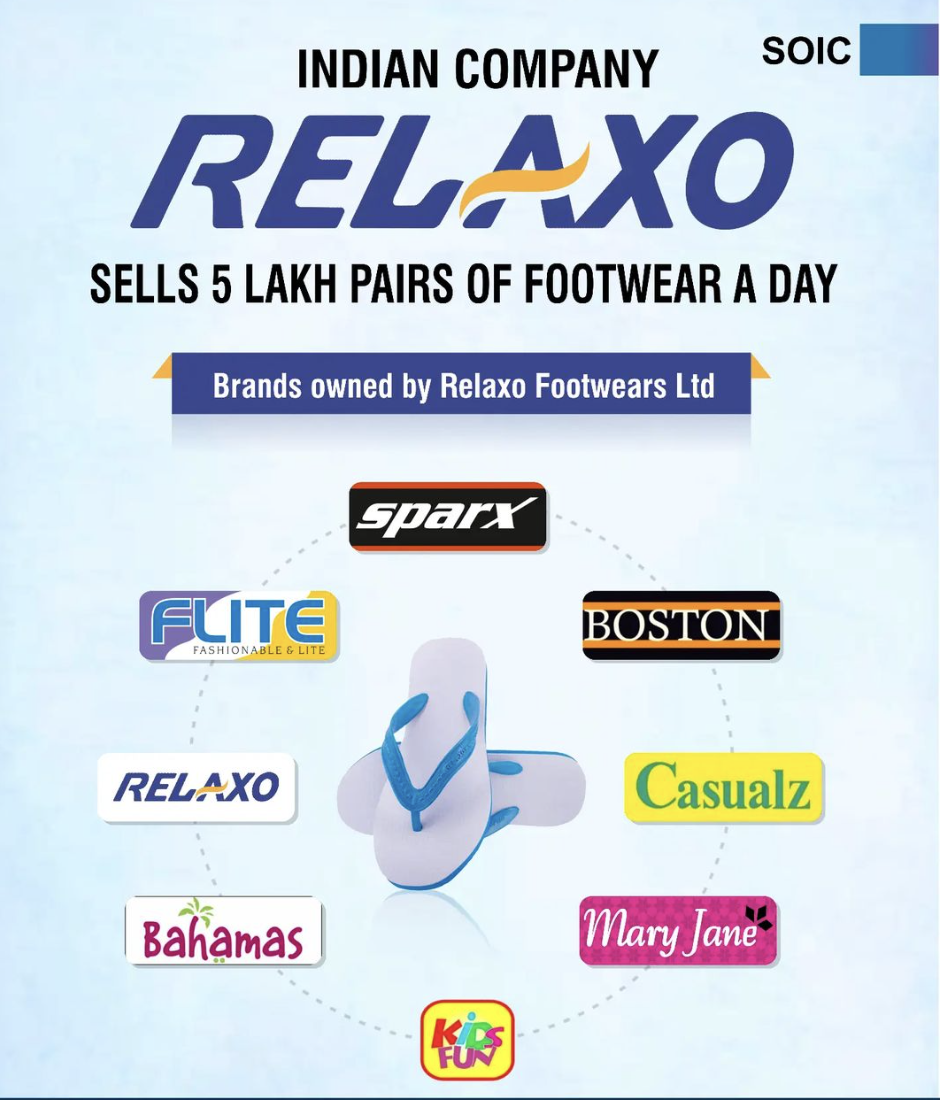 SOIC
INDIAN COMPANY
RELAXO
SELLS 5 LAKH PAIRS OF FOOTWEAR A DAY
Brands owned by Relaxo Footwears Ltd
sparx
FLITE
FASHIONABLE & LITE
BOSTON
RELAXO
Casualz
Bahamas
Mary Jane
KiDS
FUN